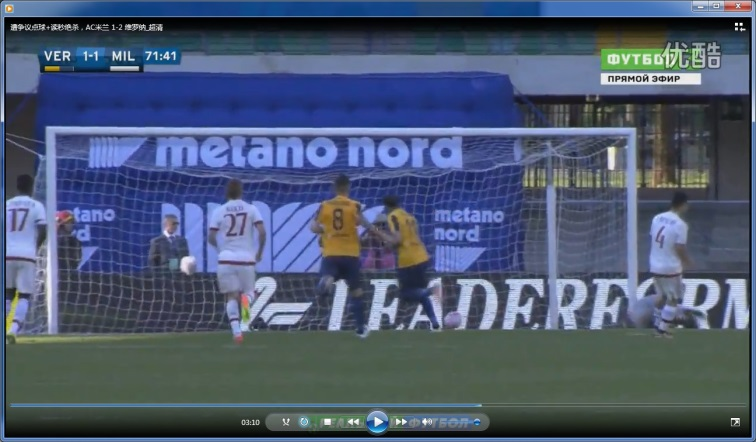 遭争议点球+读秒绝杀，AC米兰 1-2 维罗纳_超清
VER 1-1 MIL 71:41
ФУТБОЛ
优酷
ПРЯМОЙ ЭФИР
metano nord
17
27
8
4
metano nord
metano nord
LEADERFORM
03:10